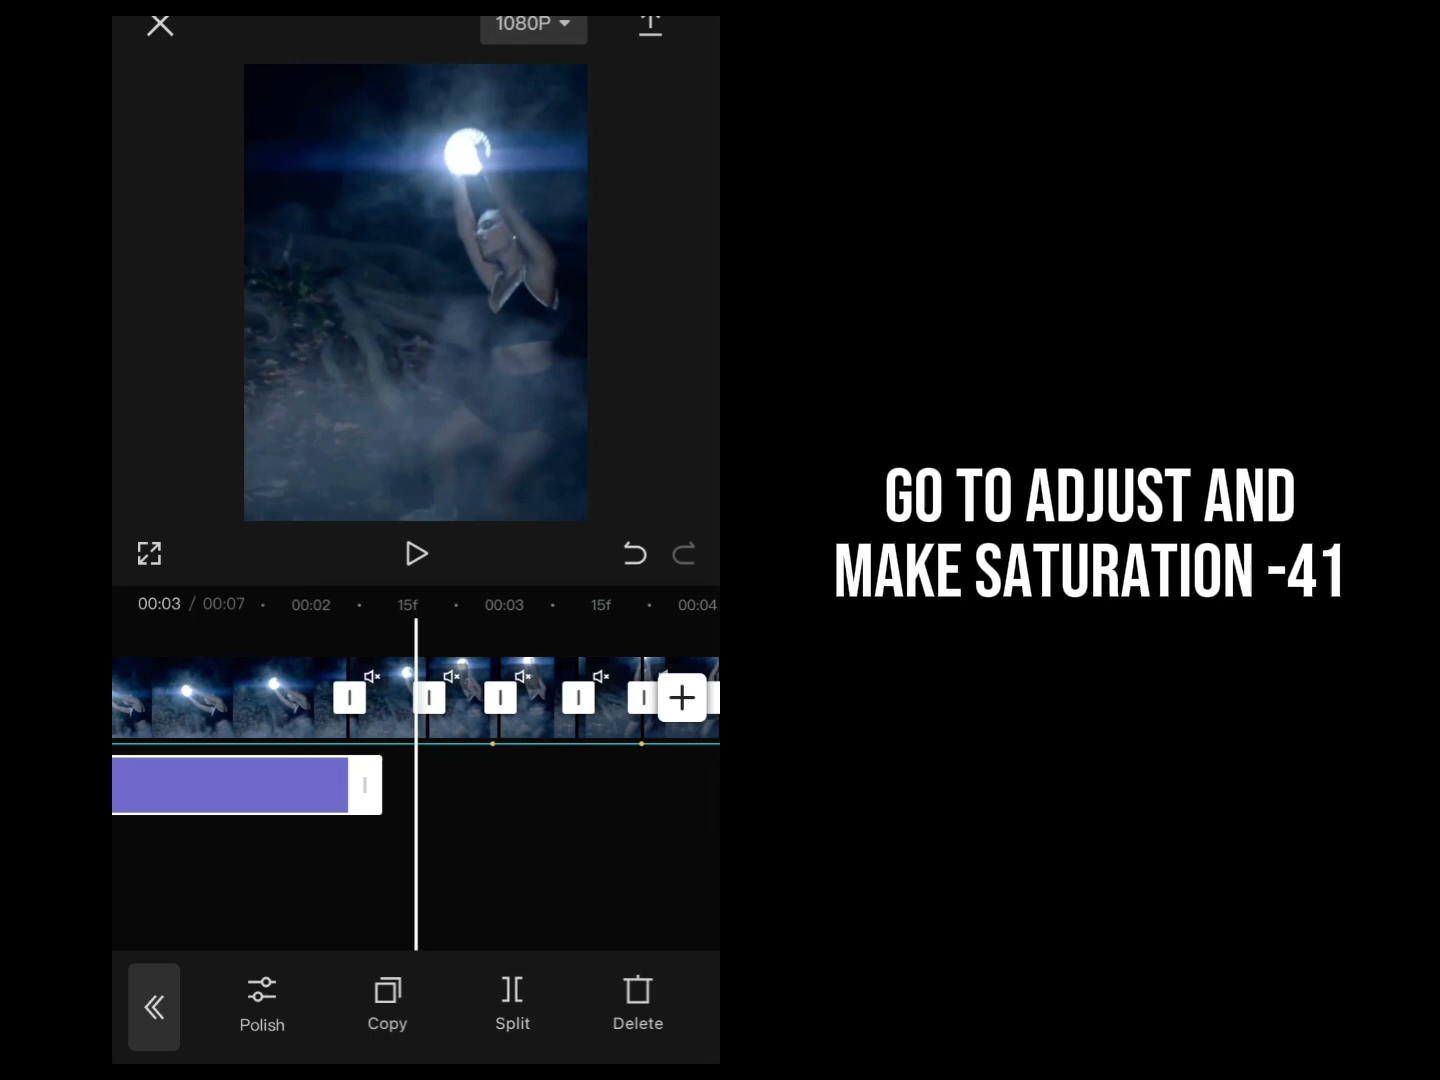 1080P
GO TO ADJUST AND
MAKE SATURATION -41
00:03 / 00:07
00:02
15f
00:03
15f
00:04
Polish
Copy
Split
Delete